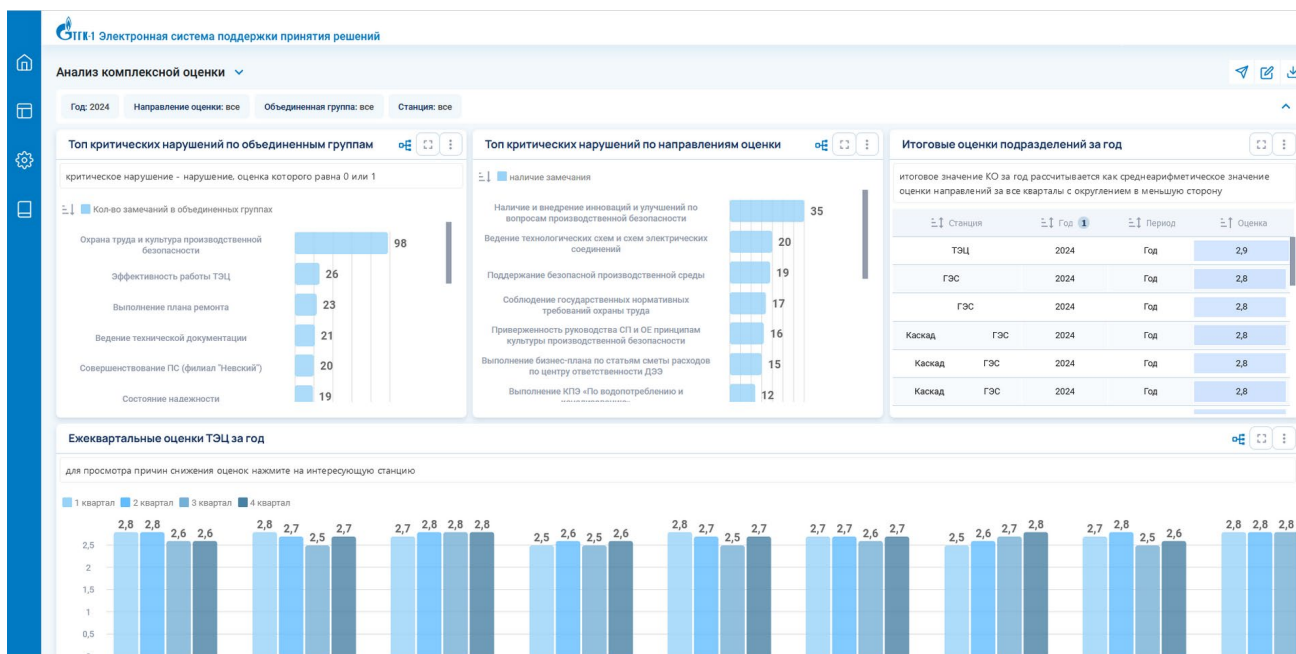 ТГК-1 Электронная система поддержки принятия решений
Анализ комплексной оценки
Год: 2024 Направление оценки: все Объединенная группа: все Станция: все
Топ критических нарушений по объединенным группам
критическое нарушение - нарушение, оценка которого равна 0 или 1
Кол-во замечаний в объединенных группах
Охрана труда и культура производственной
безопасности
98
Эффективность работы ТЭЦ 26
Выполнение плана ремонта 23
Ведение технической документации 21
Совершенствование ПС (филиал "Невский") 20
Состояние надежности 19
Топ критических нарушений по направлениям оценки
наличие замечания
Наличие и внедрение инноваций и улучшений по
вопросам производственной безопасности
35
Ведение технологических схем и схем электрических
соединений
20
Поддержание безопасной производственной среды 19
Соблюдение государственных нормативных
требований охраны труда
17
Приверженность руководства СП и ОЕ принципам
культуры производственной безопасности
16
Выполнение бизнес-плана по статьям сметы расходов
по центру ответственности ДЭЭ
15
Выполнение КПЭ «По водопотреблению и
12
Итоговые оценки подразделений за год
итоговое значение КО за год рассчитывается как среднеарифметическое значение
оценки направлений за все кварталы с округлением в меньшую сторону
Станция Год 1 Период Оценка
ТЭЦ 2024 Год 2,9
ГЭС 2024 Год 2,8
ГЭС 2024 Год 2,8
Каскад ГЭС 2024 Год 2,8
Каскад ГЭС 2024 Год 2,8
Каскад ГЭС 2024 Год 2,8
Ежеквартальные оценки ТЭЦ за год
для просмотра причин снижения оценок нажмите на интересующую станцию
1 квартал 2 квартал 3 квартал 4 квартал
2,8 2,8 2,6 2,6 2,8 2,7 2,5 2,7 2,7 2,8 2,8 2,8 2,5 2,6 2,5 2,6 2,8 2,7 2,5 2,7 2,7 2,7 2,6 2,7 2,5 2,6 2,7 2,8 2,7 2,8 2,5 2,6 2,8 2,8 2,8
2,5
2
1,5
1
0,5